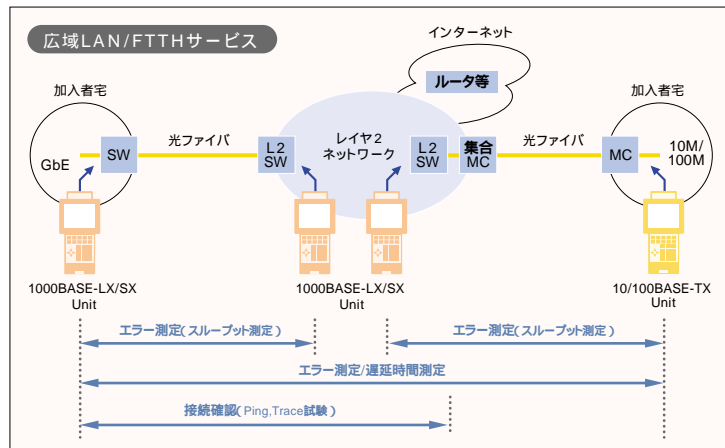 広域LAN/FTTHサービス
インターネット
ルータ等
加入者宅
加入者宅
GbE
SW
光ファイバ
L2
SW
レイヤ2
ネットワーク
L2
SW
集合
MC
光ファイバ
MC
10M/
100M
1000BASE-LX/SX
Unit
1000BASE-LX/SX
Unit
10/100BASE-TX
Unit
エラー測定(スループット測定)
エラー測定(スループット測定)
エラー測定/遅延時間測定
接続確認(Ping,Trace試験)